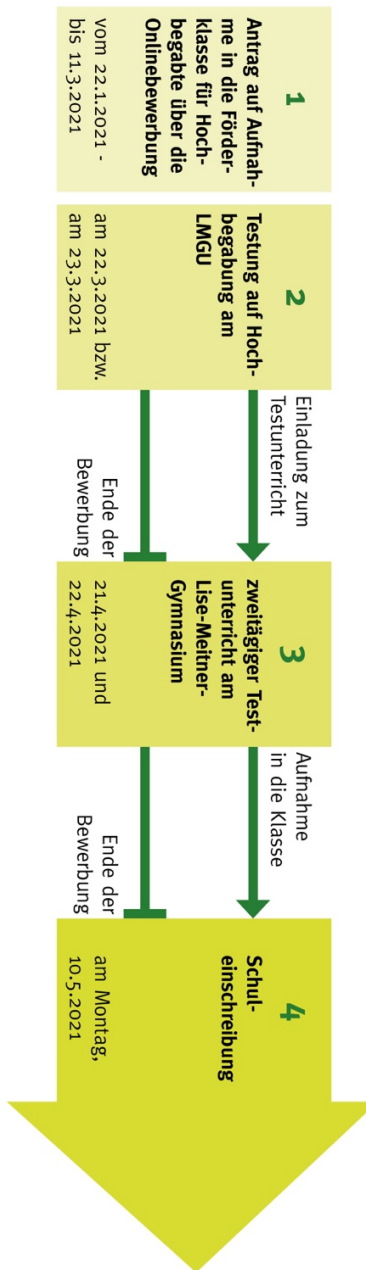 1
Antrag auf Aufnah-
me in die Förder-
klasse für Hoch-
begabte über die
Onlinebewerbung
vom 22.1.2021 -
bis 11.3.2021
2
Testung auf Hoch-
begabung am
LMGU
am 22.3.2021 bzw.
am 23.3.2021
Einladung zum
Testunterricht
Ende der
Bewerbung
3
zweitägiger Test-
unterricht am
Lise-Meitner-
Gymnasium
21.4.2021 und
22.4.2021
Aufnahme
in die Klasse
Ende der
Bewerbung
4
Schul-
einschreibung
am Montag,
10.5.2021